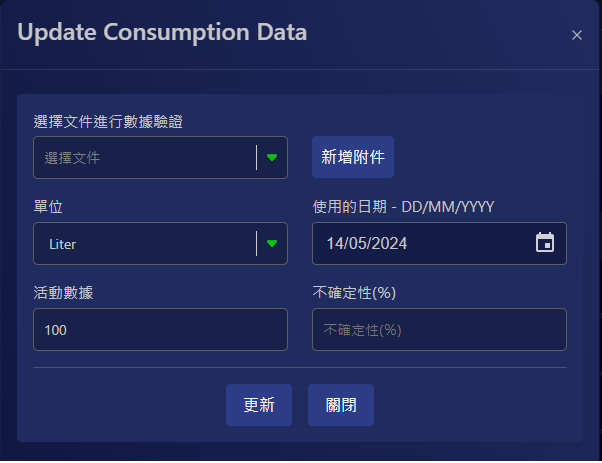 Update Consumption Data
×
選擇文件進行數據驗證
選擇文件
新增附件
單位
使用的日期 - DD/MM/YYYY
Liter
14/05/2024
活動數據
不確定性(%)
100
不確定性(%)
更新
關閉